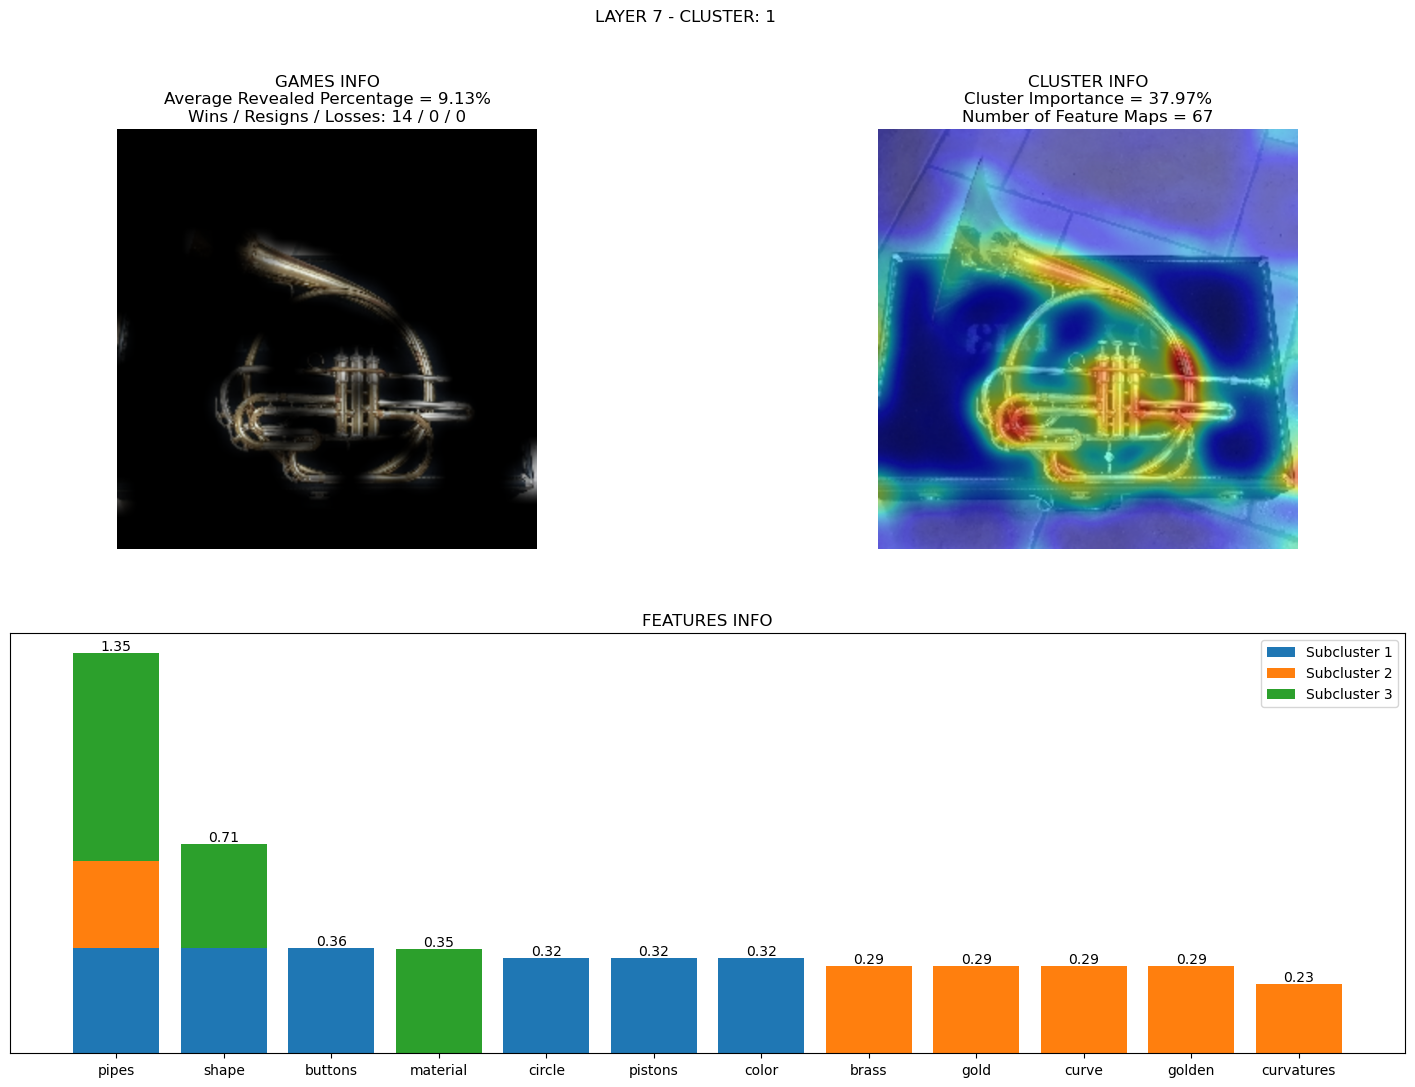 LAYER 7 - CLUSTER: 1
GAMES INFO
Average Revealed Percentage = 9.13%
Wins / Resigns / Losses: 14 / 0 / 0
CLUSTER INFO
Cluster Importance = 37.97%
Number of Feature Maps = 67
FEATURES INFO
Subcluster 1
Subcluster 2
Subcluster 3
1.35
0.71
0.36
0.35
0.32
0.32
0.32
0.29
0.29
0.29
0.29
0.23
pipes
shape
buttons
material
circle
pistons
color
brass
gold
curve
golden
curvatures